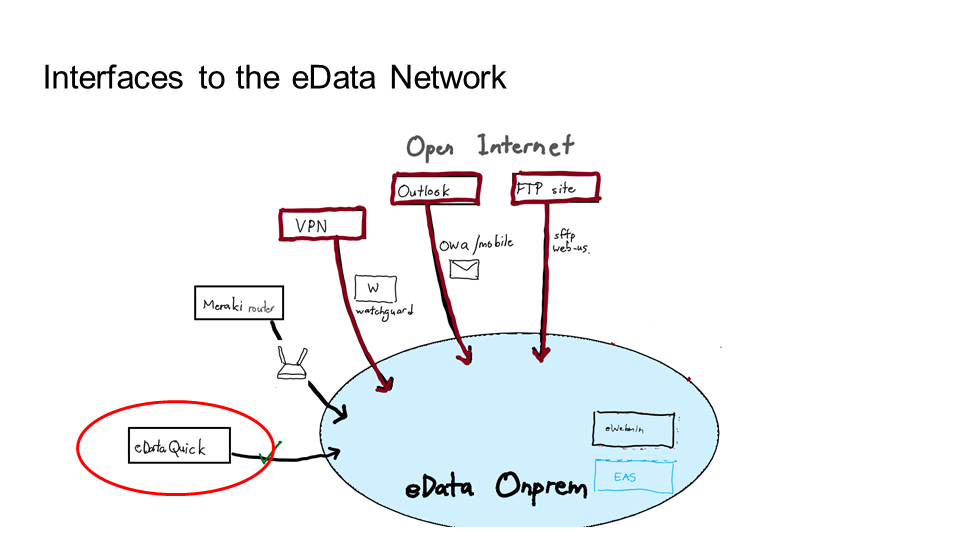 Interfaces to the eData Network
Open Internet
Outlook
FTP site
VPN
owa/mobile
sftp
web-us.
W
watchguard
Meraki router
eDataQuick
EAS
eData Onprem